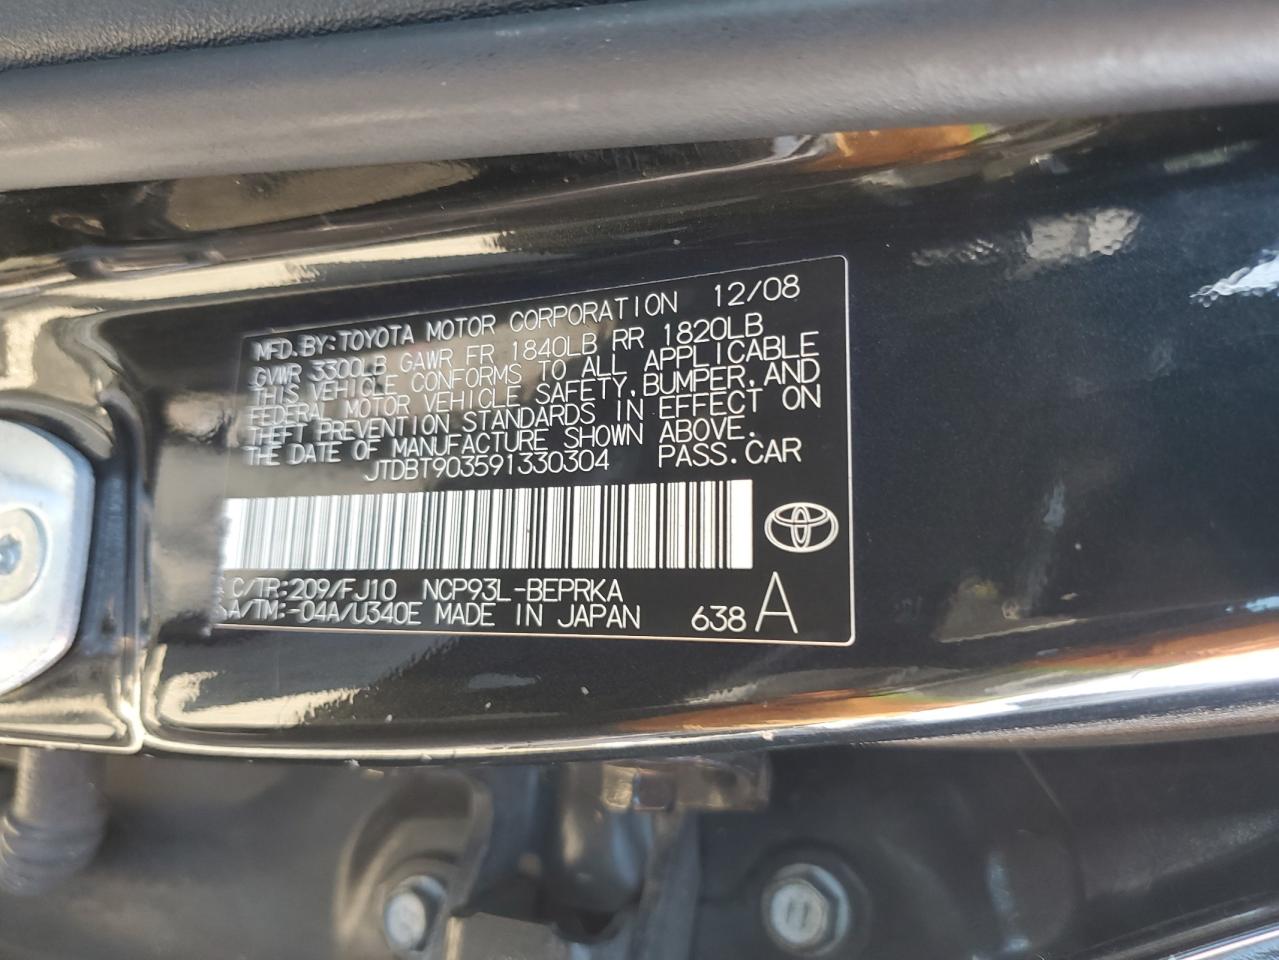 MFD.BY:TOYOTA MOTOR CORPORATION 12/08
GVWR 3300LB GAWR FR 1840LB RR 1820LB
THIS VEHICLE CONFORMS TO ALL APPLICABLE
FEDERAL MOTOR VEHICLE SAFETY,BUMPER,AND
THEFT PREVENTION STANDARDS IN EFFECT ON
THE DATE OF MANUFACTURE SHOWN ABOVE.
JTDBT903591330304 PASS.CAR
C/TR:209/FJ10 NCP93L-BEPRKA
A/TM:-04A/U340E MADE IN JAPAN 638 A